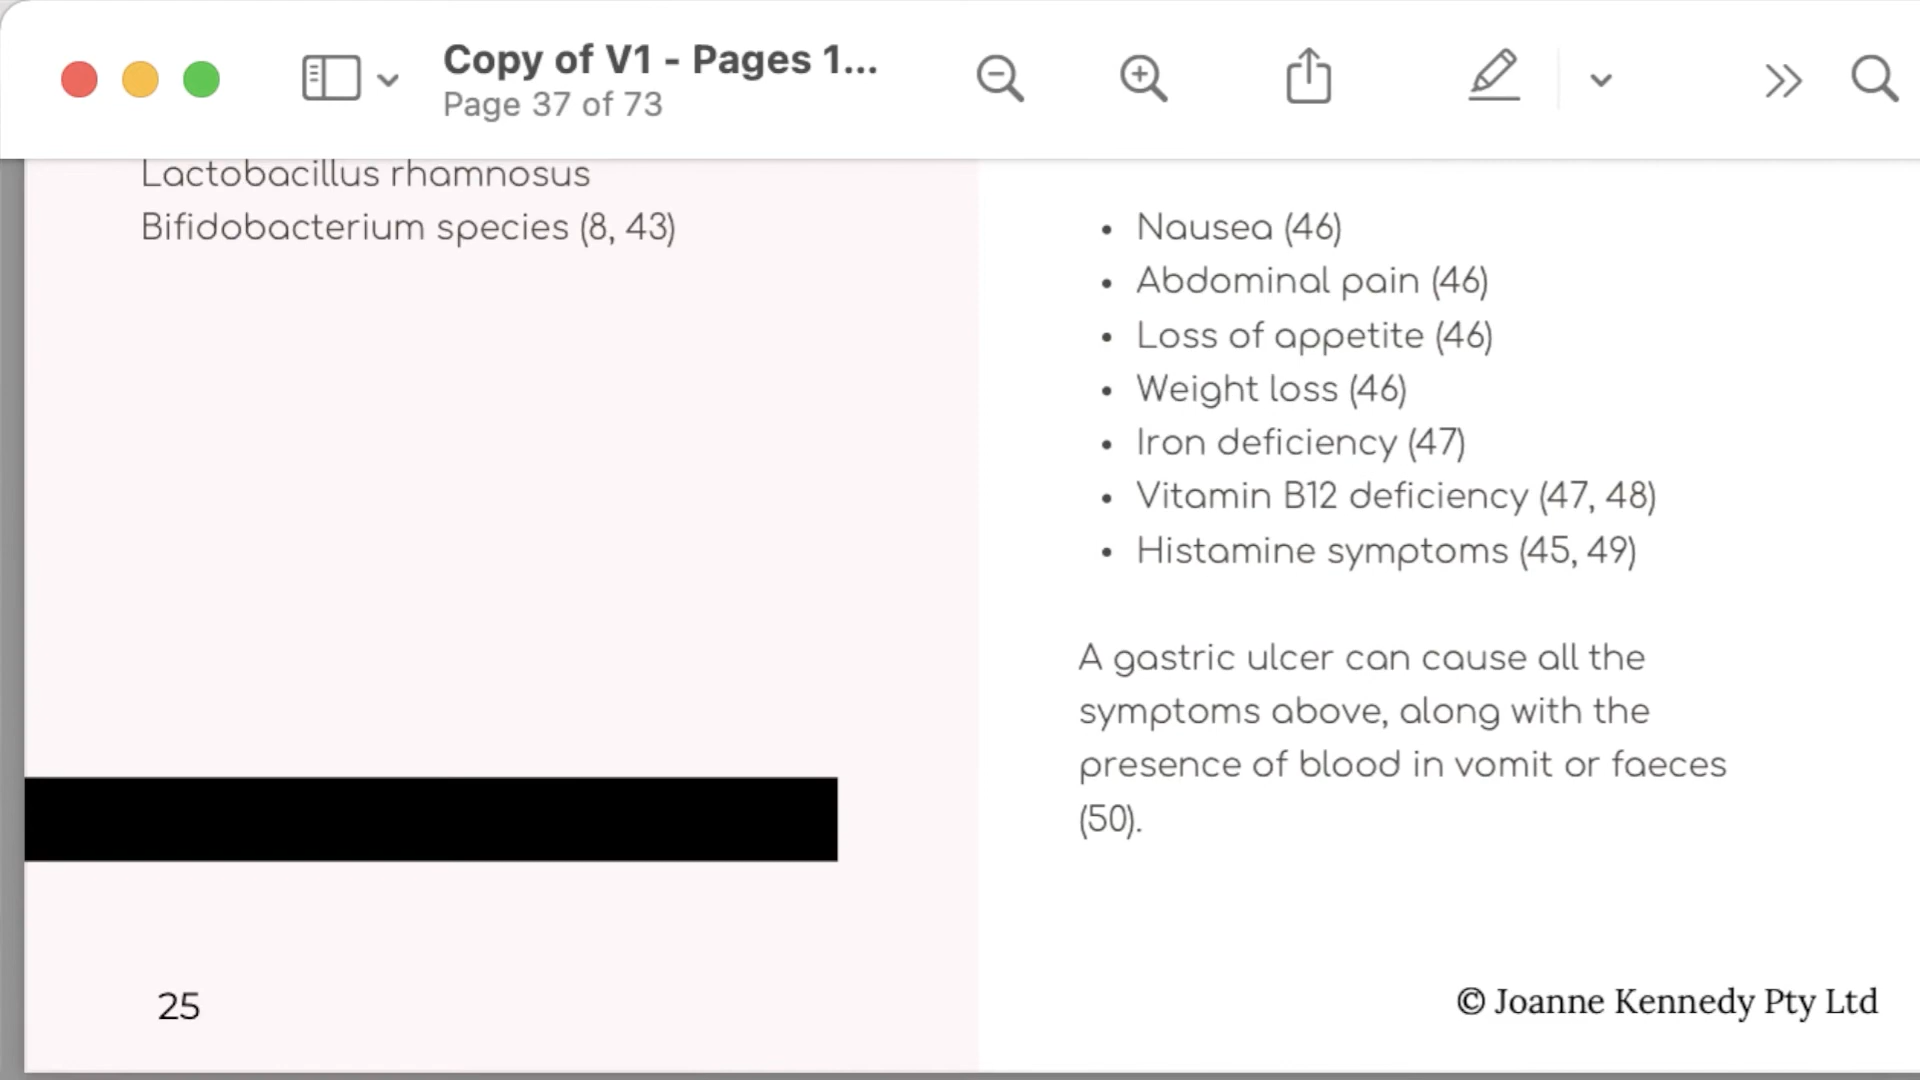 Copy of V1 - Pages 1...
Page 37 of 73
Lactobacillus rhamnosus
Bifidobacterium species (8, 43)
• Nausea (46)
• Abdominal pain (46)
• Loss of appetite (46)
• Weight loss (46)
• Iron deficiency (47)
• Vitamin B12 deficiency (47, 48)
• Histamine symptoms (45, 49)
A gastric ulcer can cause all the
symptoms above, along with the
presence of blood in vomit or faeces
(50).
25
© Joanne Kennedy Pty Ltd